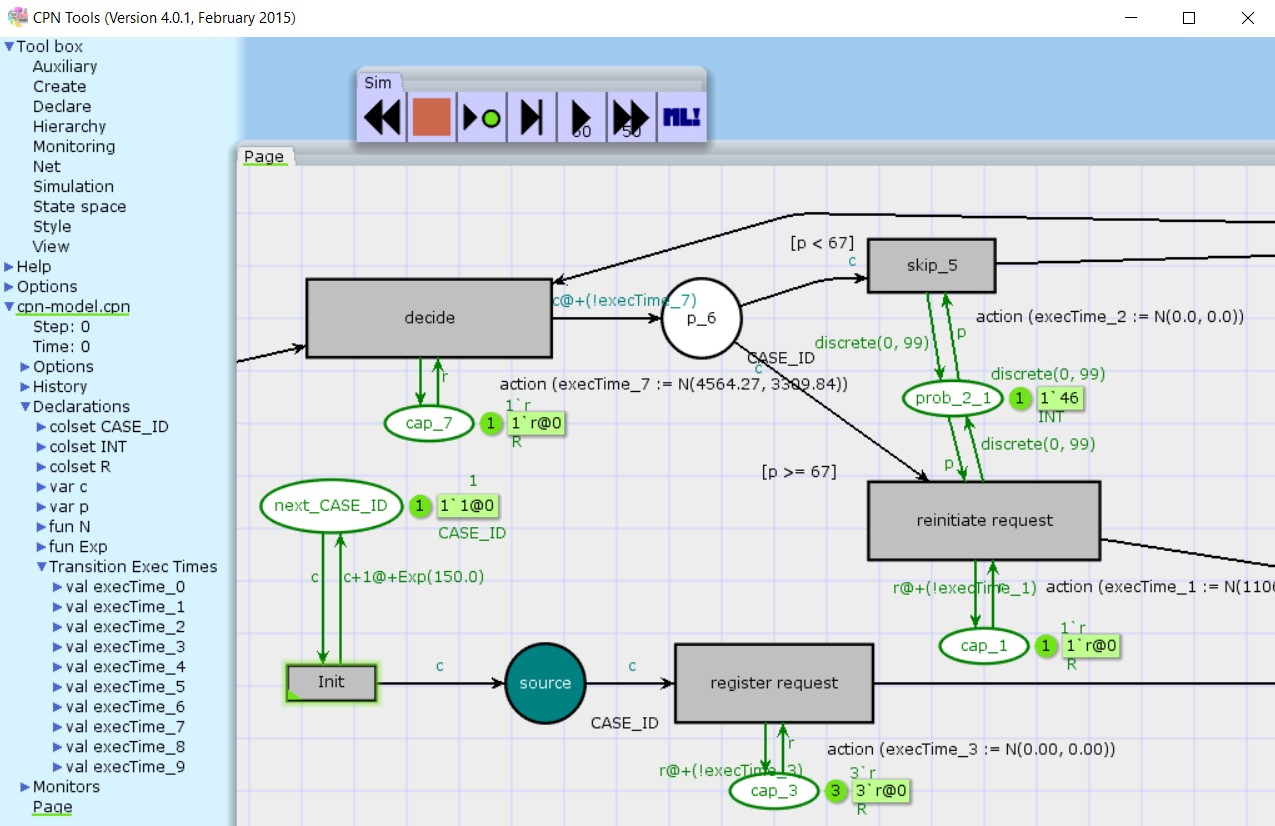 CPN Tools (Version 4.0.1, February 2015)
Tool box
Auxiliary
Create
Declare
Hierarchy
Monitoring
Net
Simulation
State space
Style
View
Help
Options
cpn-model.cpn
Step: 0
Time: 0
Options
History
Declarations
colset CASE_ID
colset INT
colset R
var c
var p
fun N
fun Exp
Transition Exec Times
val execTime_0
val execTime_1
val execTime_2
val execTime_3
val execTime_4
val execTime_5
val execTime_6
val execTime_7
val execTime_8
val execTime_9
Monitors
Page
Sim
50
50
ML!
Page
[p < 67]
c
skip_5
decide
c@+(!execTime_7)
p_6
action (execTime_2 := N(0.0, 0.0))
p
discrete(0, 99)
CASE_ID
c
discrete(0, 99)
r
action (execTime_7 := N(4564.27, 3309.84))
prob_2_1
1
1`46
INT
1`r
cap_7
1
1`r@0
R
discrete(0, 99)
p
[p >= 67]
1
next_CASE_ID
1
1`1@0
CASE_ID
reinitiate request
c
c+1@+Exp(150.0)
r@+(!execTime_1)
action (execTime_1 := N(1106
1`r
cap_1
1
1`r@0
R
Init
c
source
c
register request
CASE_ID
r
action (execTime_3 := N(0.00, 0.00))
r@+(!execTime_3)
3`r
cap_3
3
3`r@0
R